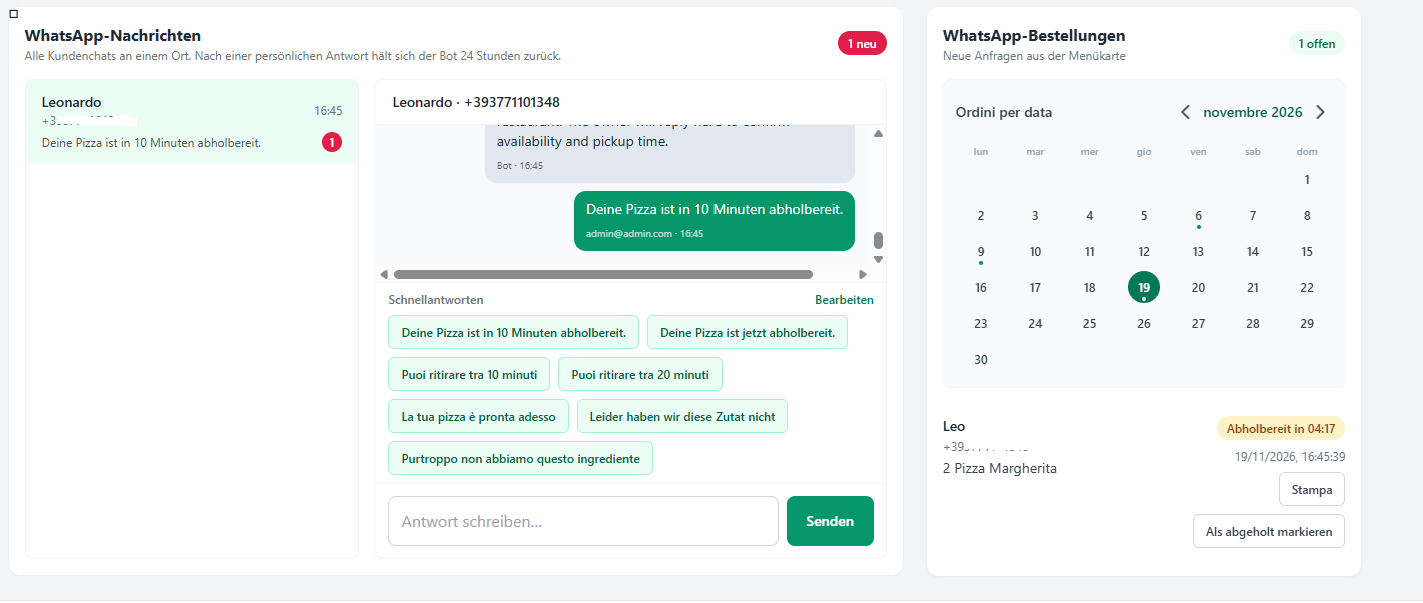 WhatsApp-Nachrichten
Alle Kundenchats an einem Ort. Nach einer persönlichen Antwort hält sich der Bot 24 Stunden zurück.
1 neu
Leonardo
16:45
Deine Pizza ist in 10 Minuten abholbereit.
1
Leonardo · +393771101348
availability and pickup time.
Bot · 16:45
Deine Pizza ist in 10 Minuten abholbereit.
admin@admin.com · 16:45
Schnellantworten
Bearbeiten
Deine Pizza ist in 10 Minuten abholbereit.
Deine Pizza ist jetzt abholbereit.
Puoi ritirare tra 10 minuti
Puoi ritirare tra 20 minuti
La tua pizza è pronta adesso
Leider haben wir diese Zutat nicht
Purtroppo non abbiamo questo ingrediente
Antwort schreiben...
Senden
WhatsApp-Bestellungen
Neue Anfragen aus der Menükarte
1 offen
Ordini per data
novembre 2026
lun mar mer gio ven sab dom
1
2 3 4 5 6 7 8
9 10 11 12 13 14 15
16 17 18 19 20 21 22
23 24 25 26 27 28 29
30
Leo
Abholbereit in 04:17
19/11/2026, 16:45:39
2 Pizza Margherita
Stampa
Als abgeholt markieren